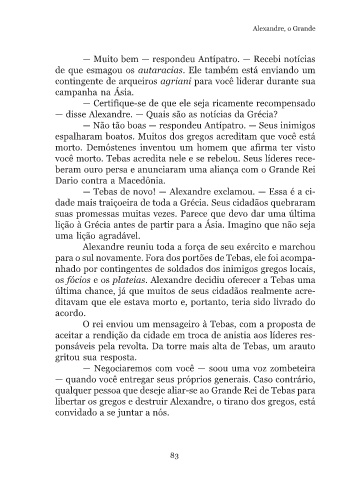 Alexandre, o Grande
— Muito bem — respondeu Antípatro. — Recebi notícias
de que esmagou os autaracias. Ele também está enviando um
contingente de arqueiros agriani para você liderar durante sua
campanha na Ásia.
— Certifique-se de que ele seja ricamente recompensado
— disse Alexandre. — Quais são as notícias da Grécia?
— Não tão boas — respondeu Antípatro. — Seus inimigos
espalharam boatos. Muitos dos gregos acreditam que você está
morto. Demóstenes inventou um homem que afirma ter visto
você morto. Tebas acredita nele e se rebelou. Seus líderes rece-
beram ouro persa e anunciaram uma aliança com o Grande Rei
Dario contra a Macedônia.
— Tebas de novo! — Alexandre exclamou. — Essa é a ci-
dade mais traiçoeira de toda a Grécia. Seus cidadãos quebraram
suas promessas muitas vezes. Parece que devo dar uma última
lição à Grécia antes de partir para a Ásia. Imagino que não seja
uma lição agradável.
Alexandre reuniu toda a força de seu exército e marchou
para o sul novamente. Fora dos portões de Tebas, ele foi acompa-
nhado por contingentes de soldados dos inimigos gregos locais,
os fócios e os plateias. Alexandre decidiu oferecer a Tebas uma
última chance, já que muitos de seus cidadãos realmente acre-
ditavam que ele estava morto e, portanto, teria sido livrado do
acordo.
O rei enviou um mensageiro à Tebas, com a proposta de
aceitar a rendição da cidade em troca de anistia aos líderes res-
ponsáveis pela revolta. Da torre mais alta de Tebas, um arauto
gritou sua resposta.
— Negociaremos com você — soou uma voz zombeteira
— quando você entregar seus próprios generais. Caso contrário,
qualquer pessoa que deseje aliar-se ao Grande Rei de Tebas para
libertar os gregos e destruir Alexandre, o tirano dos gregos, está
convidado a se juntar a nós.
83